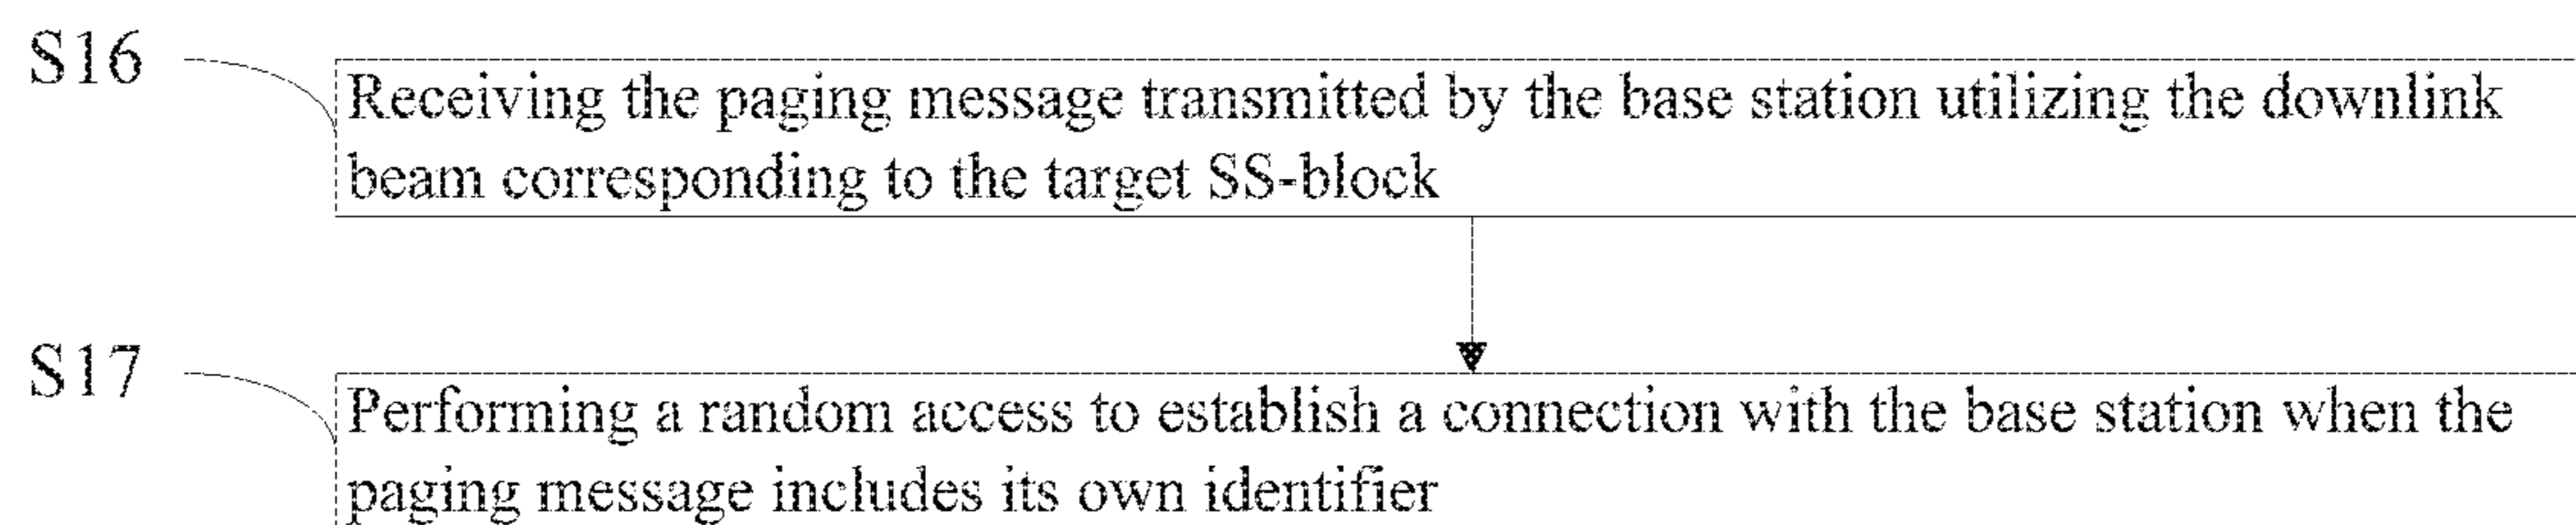 S16
Receiving the paging message transmitted by the base station utilizing the downlink
beam corresponding to the target SS-block
S17
Performing a random access to establish a connection with the base station when the
paging message includes its own identifier